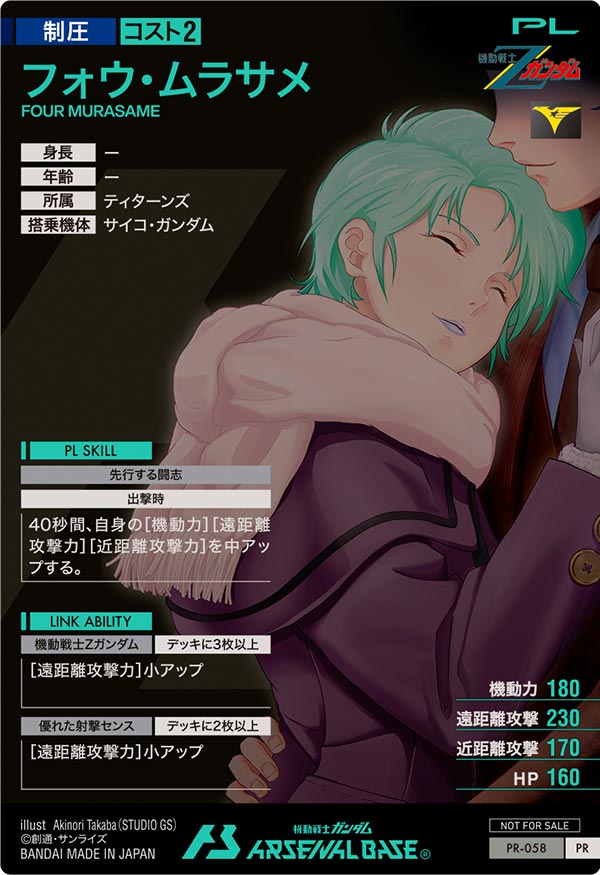 制圧 コスト2
PL
フォウ・ムラサメ
FOUR MURASAME
機動戦士Zガンダム
身長 ー
年齢 ー
所属 ティターンズ
搭乗機体 サイコ・ガンダム
PL SKILL
先行する闘志
出撃時
40秒間、自身の[機動力][遠距離
攻撃力][近距離攻撃力]を中アッ
プする。
LINK ABILITY
機動戦士Zガンダム デッキに3枚以上
[遠距離攻撃力]小アップ
優れた射撃センス デッキに2枚以上
[遠距離攻撃力]小アップ
機動力 180
遠距離攻撃 230
近距離攻撃 170
HP 160
illust Akinori Takaba(STUDIO GS)
©創通・サンライズ
BANDAI MADE IN JAPAN
AB
機動戦士ガンダム
ARSENAL BASE®
NOT FOR SALE
PR-058 PR